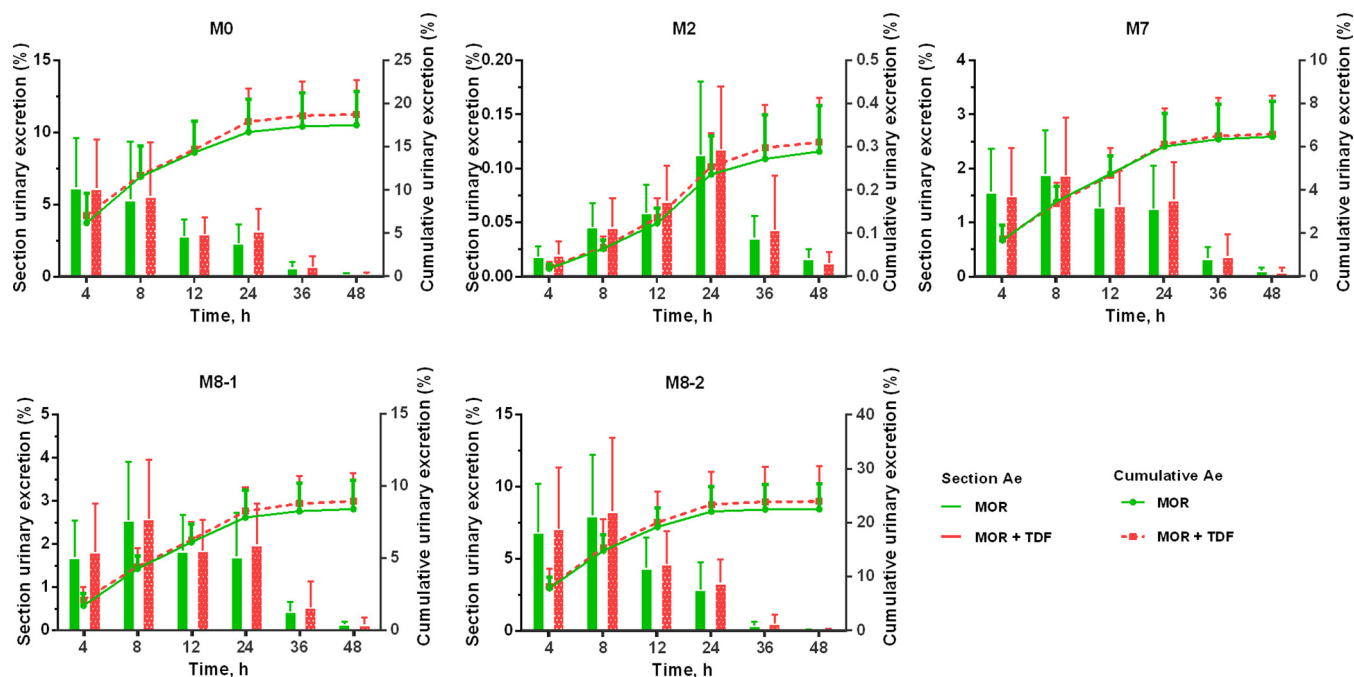 M0
Section urinary excretion (%)
15
10
5
0
25
20
15
10
5
0
Cumulative urinary excretion (%)
4 8 12 24 36 48
Time, h
M2
Section urinary excretion (%)
0.20
0.15
0.10
0.05
0.00
0.5
0.4
0.3
0.2
0.1
0.0
Cumulative urinary excretion (%)
4 8 12 24 36 48
Time, h
M7
Section urinary excretion (%)
4
3
2
1
0
10
8
6
4
2
0
Cumulative urinary excretion (%)
4 8 12 24 36 48
Time, h
M8-1
Section urinary excretion (%)
5
4
3
2
1
0
15
10
5
0
Cumulative urinary excretion (%)
4 8 12 24 36 48
Time, h
M8-2
Section urinary excretion (%)
15
10
5
0
40
30
20
10
0
Cumulative urinary excretion (%)
4 8 12 24 36 48
Time, h
Section Ae
MOR
MOR + TDF
Cumulative Ae
MOR
MOR + TDF